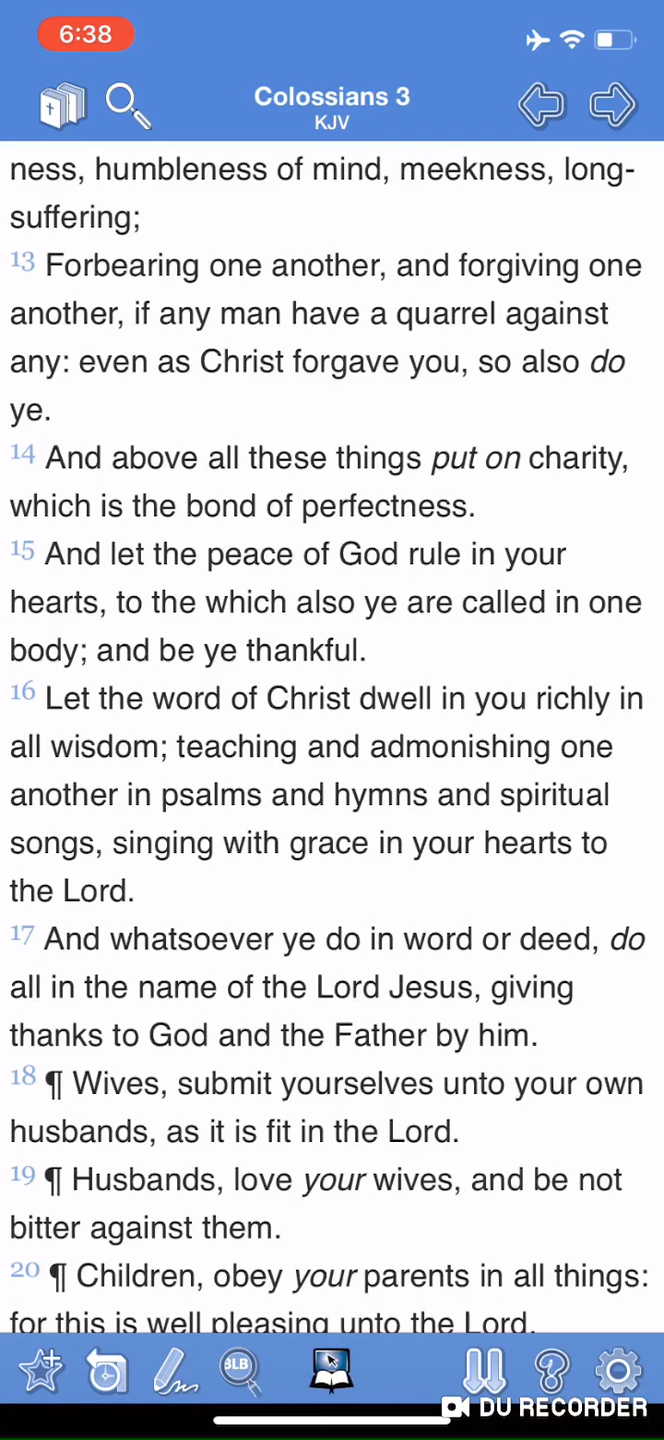 6:38
Colossians 3
KJV
ness, humbleness of mind, meekness, long-
suffering;
13 Forbearing one another, and forgiving one
another, if any man have a quarrel against
any: even as Christ forgave you, so also do
ye.
14 And above all these things put on charity,
which is the bond of perfectness.
15 And let the peace of God rule in your
hearts, to the which also ye are called in one
body; and be ye thankful.
16 Let the word of Christ dwell in you richly in
all wisdom; teaching and admonishing one
another in psalms and hymns and spiritual
songs, singing with grace in your hearts to
the Lord.
17 And whatsoever ye do in word or deed, do
all in the name of the Lord Jesus, giving
thanks to God and the Father by him.
18 ¶ Wives, submit yourselves unto your own
husbands, as it is fit in the Lord.
19 ¶ Husbands, love your wives, and be not
bitter against them.
20 ¶ Children, obey your parents in all things:
for this is well pleasing unto the Lord.
BLB
DU RECORDER